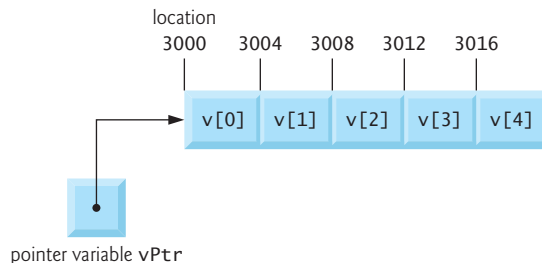 location
3000 3004 3008 3012 3016
v[0] v[1] v[2] v[3] v[4]
pointer variable vPtr